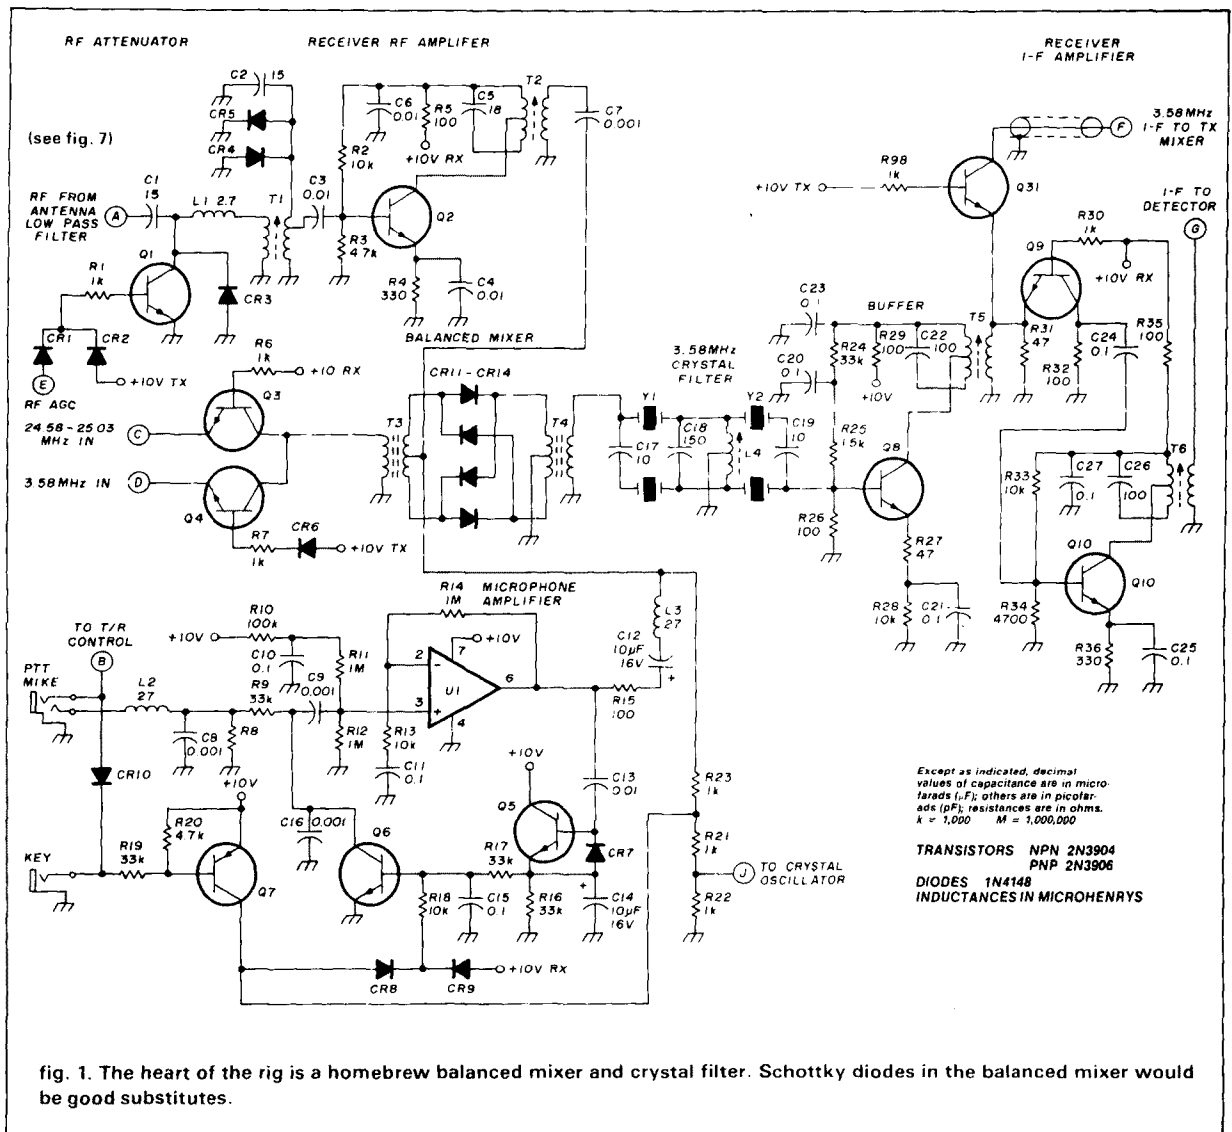 RF ATTENUATOR
RECEIVER RF AMPLIFER
RECEIVER
I-F AMPLIFIER
C2
15
CR5
CR4
(see fig. 7)
C1
15
RF FROM
ANTENNA
LOW PASS
FILTER
A
L1 2.7
T1
C3
0.01
R2
10k
C6
0.01
R5
100
+10V RX
C5
18
T2
C7
0.001
Q2
R3
4.7k
R4
330
C4
0.01
Q1
R1
1k
CR3
CR1
CR2
+10V TX
E
RF AGC
R6
1k
+10 RX
Q3
24.58-25.03
MHz IN
C
3.58MHz IN
D
Q4
R7
1k
CR6
+10V TX
BALANCED MIXER
CR11-CR14
T3
T4
3.58MHz
CRYSTAL
FILTER
Y1
Y2
C17
10
C18
150
L4
C19
10
C23
0.1
C20
0.1
BUFFER
R24
33k
R29
100
+10V
C22
100
T5
R25
15k
R26
100
Q8
R27
47
R28
10k
C21
0.1
+10V TX
R98
1k
Q31
3.58MHz
I-F TO TX
MIXER
F
I-F TO
DETECTOR
G
Q9
R30
1k
+10V RX
R31
47
R32
100
C24
0.1
R35
100
R33
10k
C27
0.1
C26
100
T6
Q10
Q10
R34
4700
R36
330
C25
0.1
R14
1M
MICROPHONE
AMPLIFIER
+10V
2
3
7
6
4
U1
L3
27
C12
10μF
16V
R15
100
TO T/R
CONTROL
B
PTT
MIKE
L2
27
+10V
R10
100k
C10
0.1
R9
33k
C9
0.001
R11
1M
R12
1M
R13
10k
C11
0.1
C8
0.001
R8
+10V
CR10
KEY
R19
33k
R20
4.7k
Q7
C16
0.001
Q6
+10V
Q5
C13
0.01
CR7
R17
33k
R18
10k
C15
0.1
R16
33k
C14
10μF
16V
CR8
CR9
+10V RX
R23
1k
R21
1k
R22
1k
J
TO CRYSTAL
OSCILLATOR
Except as indicated, decimal
values of capacitance are in micro-
farads (μF); others are in picofar-
ads (pF); resistances are in ohms.
k = 1,000 M = 1,000,000
TRANSISTORS NPN 2N3904
PNP 2N3906
DIODES 1N4148
INDUCTANCES IN MICROHENRYS
fig. 1. The heart of the rig is a homebrew balanced mixer and crystal filter. Schottky diodes in the balanced mixer would
be good substitutes.